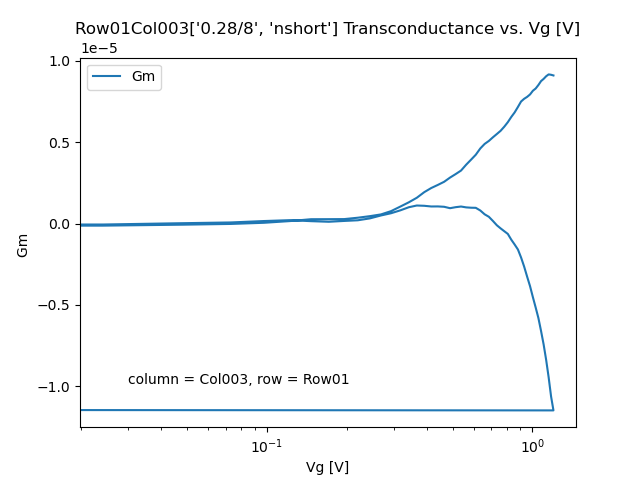 Row01Col003['0.28/8', 'nshort'] Transconductance vs. Vg [V]
1e−5
1.0
Gm
0.5
0.0
Gm
−0.5
−1.0
column = Col003, row = Row01
10⁻¹ 10⁰
Vg [V]